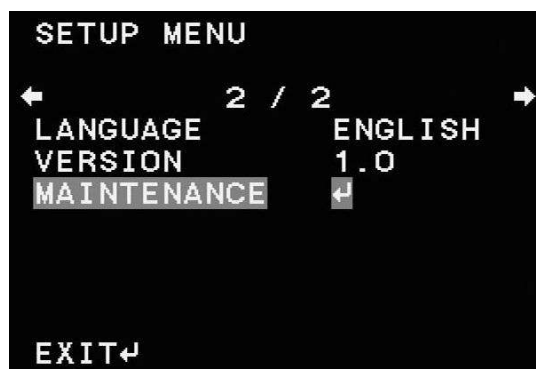 SETUP MENU
← 2 / 2 →
LANGUAGE ENGLISH
VERSION 1.0
MAINTENANCE ↵
EXIT↵